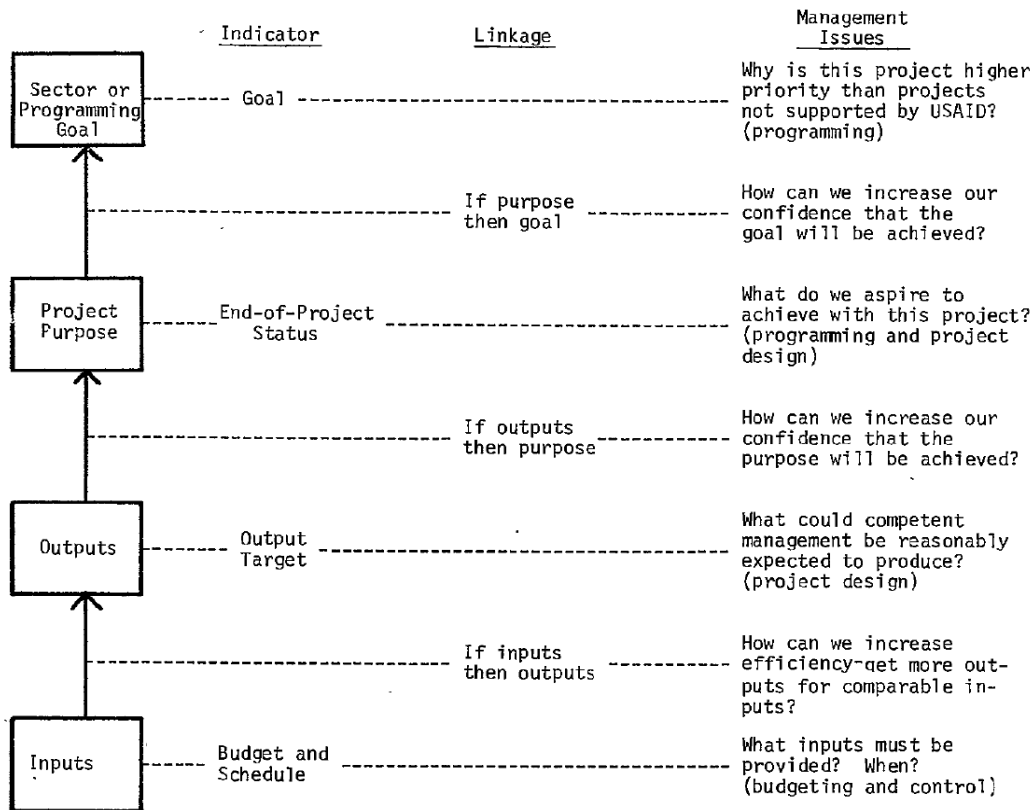 Indicator
Linkage
Management
Issues
Sector or
Programming
Goal
Goal
Why is this project higher
priority than projects
not supported by USAID?
(programming)
If purpose
then goal
How can we increase our
confidence that the
goal will be achieved?
Project
Purpose
End-of-Project
Status
What do we aspire to
achieve with this project?
(programming and project
design)
If outputs
then purpose
How can we increase our
confidence that the
purpose will be achieved?
Outputs
Output
Target
What could competent
management be reasonably
expected to produce?
(project design)
If inputs
then outputs
How can we increase
efficiency-get more out-
puts for comparable in-
puts?
Inputs
Budget and
Schedule
What inputs must be
provided? When?
(budgeting and control)